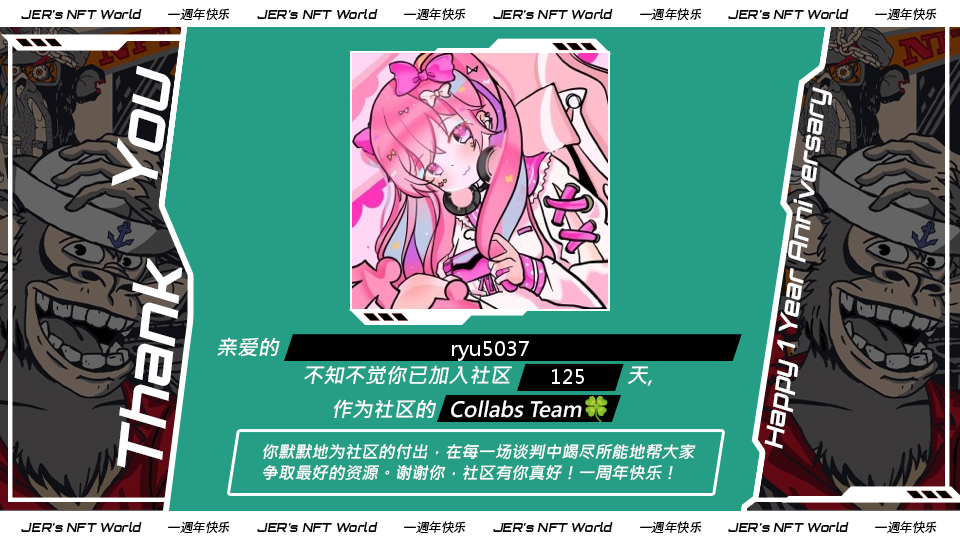 JER's NFT World 一週年快乐 JER's NFT World 一週年快乐 JER's NFT World 一週年快乐 JER's NFT World 一週年快乐
Thank You
亲爱的 ryu5037
不知不觉你已加入社区 125 天,
作为社区的 Collabs Team🍀
你默默地为社区的付出，在每一场谈判中竭尽所能地帮大家
争取最好的资源。谢谢你，社区有你真好！一周年快乐！
Happy 1 Year Anniversary
JER's NFT World 一週年快乐 JER's NFT World 一週年快乐 JER's NFT World 一週年快乐 JER's NFT World 一週年快乐